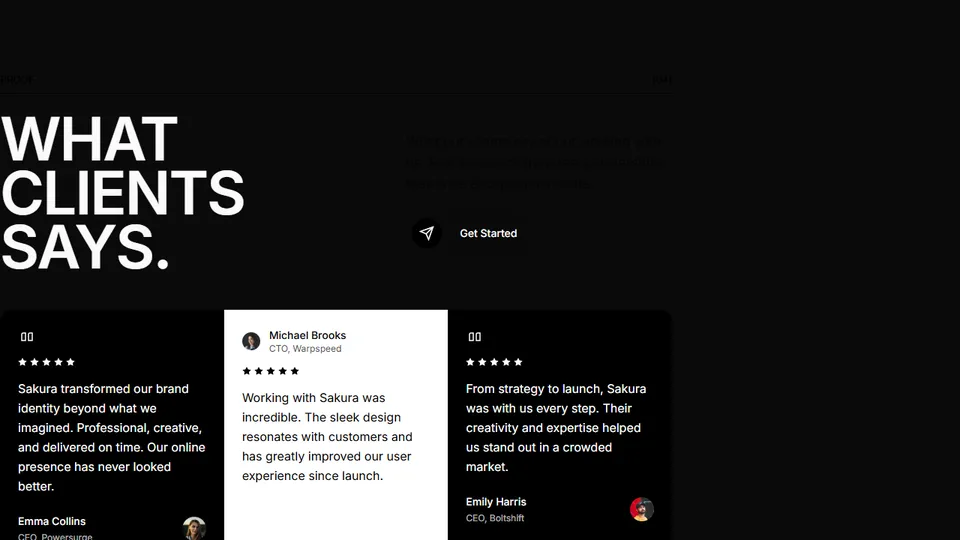 WHAT
CLIENTS
SAYS.
Get Started
Sakura transformed our brand
identity beyond what we
imagined. Professional, creative,
and delivered on time. Our online
presence has never looked
better.
Emma Collins
CEO, Powersurge
Michael Brooks
CTO, Warpspeed
Working with Sakura was
incredible. The sleek design
resonates with customers and
has greatly improved our user
experience since launch.
From strategy to launch, Sakura
was with us every step. Their
creativity and expertise helped
us stand out in a crowded
market.
Emily Harris
CEO, Boltshift